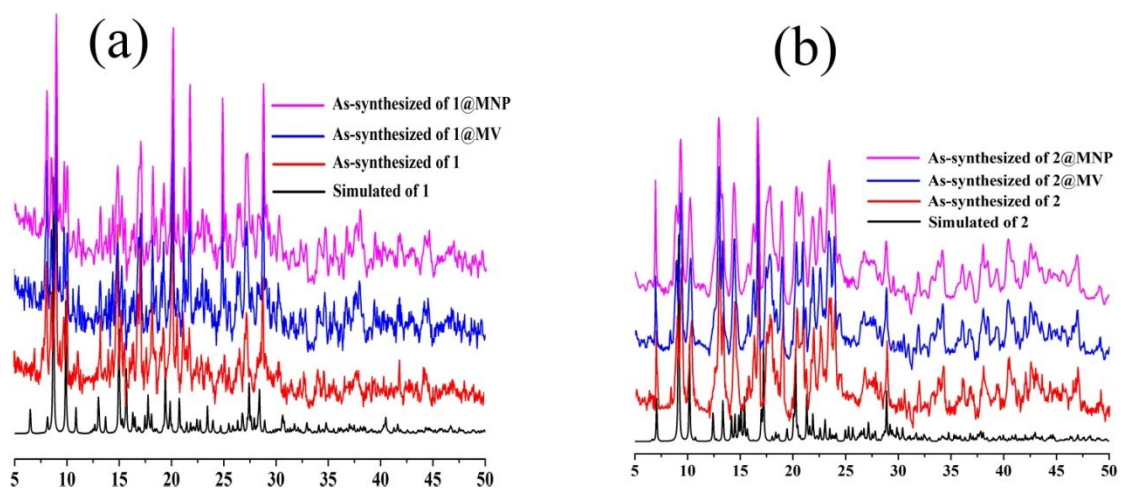 (a)
As-synthesized of 1@MNP
As-synthesized of 1@MV
As-synthesized of 1
Simulated of 1
5 10 15 20 25 30 35 40 45 50
(b)
As-synthesized of 2@MNP
As-synthesized of 2@MV
As-synthesized of 2
Simulated of 2
5 10 15 20 25 30 35 40 45 50